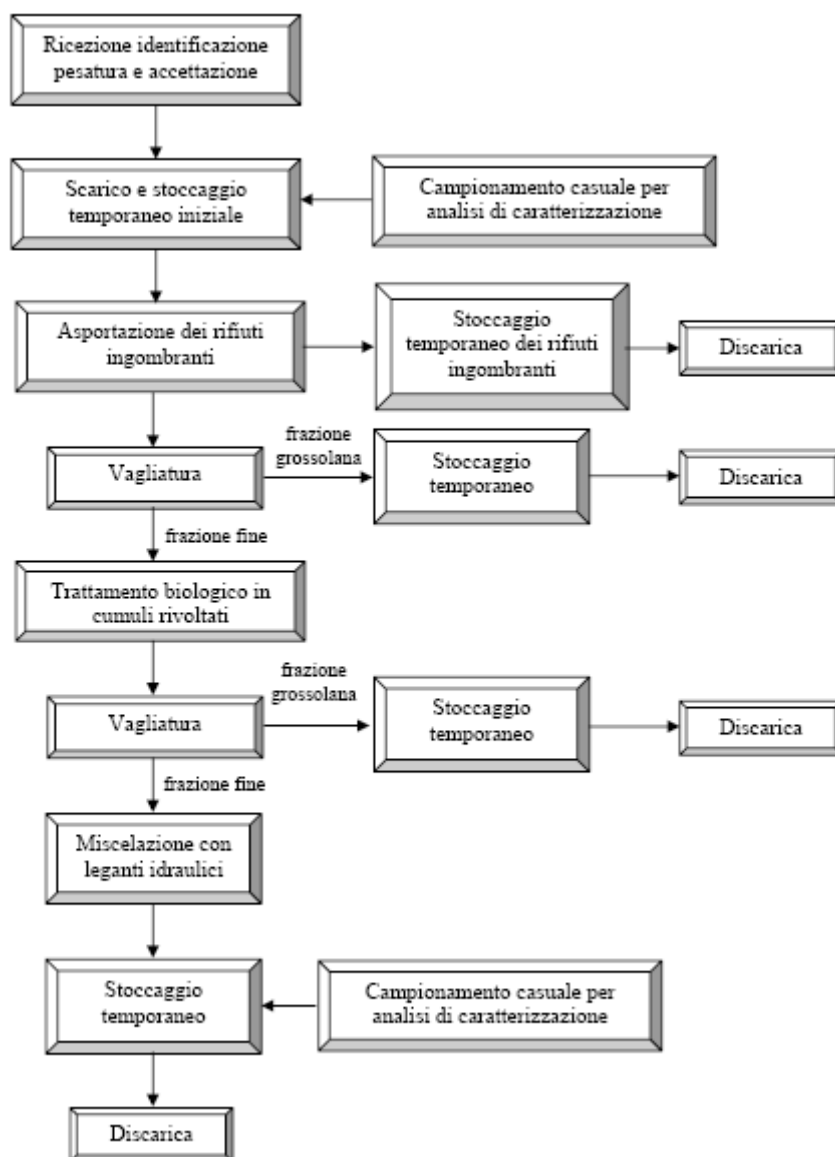 Ricezione identificazione
pesatura e accettazione
Scarico e stoccaggio
temporaneo iniziale
Campionamento casuale per
analisi di caratterizzazione
Asportazione dei rifiuti
ingombranti
Stoccaggio
temporaneo dei rifiuti
ingombranti
Discarica
Vagliatura
frazione
grossolana
Stoccaggio
temporaneo
Discarica
frazione fine
Trattamento biologico in
cumuli rivoltati
Vagliatura
frazione
grossolana
Stoccaggio
temporaneo
Discarica
frazione fine
Miscelazione con
leganti idraulici
Stoccaggio
temporaneo
Campionamento casuale per
analisi di caratterizzazione
Discarica